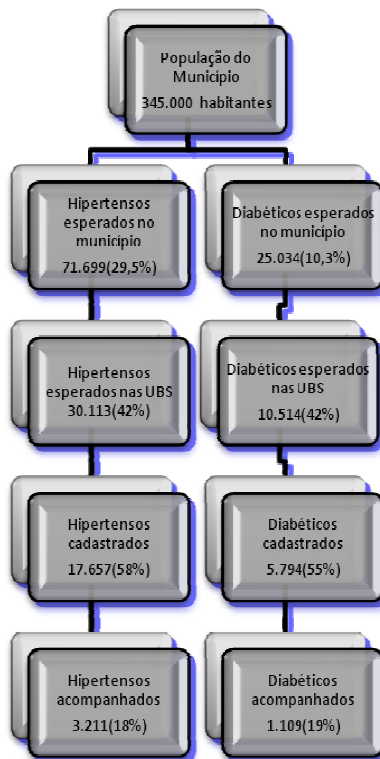 População do
Município
345.000 habitantes
Hipertensos
esperados no
município
71.699(29,5%)
Diabéticos esperados
no município
25.034(10,3%)
Hipertensos
esperados nas UBS
30.113(42%)
Diabéticos esperados
nas UBS
10.514(42%)
Hipertensos
cadastrados
17.657(58%)
Diabéticos
cadastrados
5.794(55%)
Hipertensos
acompanhados
3.211(18%)
Diabéticos
acompanhados
1.109(19%)